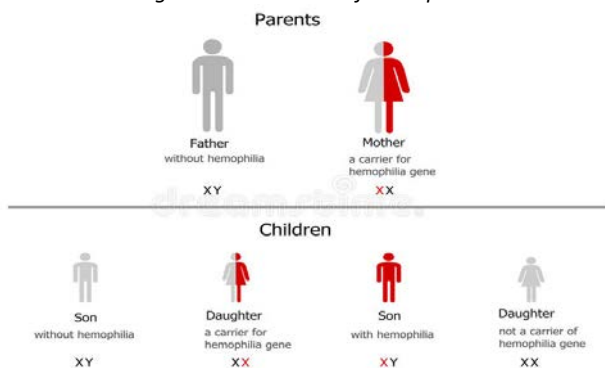 Parents
Father
without hemophilia
XY
Mother
a carrier for
hemophilia gene
XX
dreamstime.
Children
Son
without hemophilia
XY
Daughter
a carrier for
hemophilia gene
XX
Son
with hemophilia
XY
Daughter
not a carrier of
hemophilia gene
XX